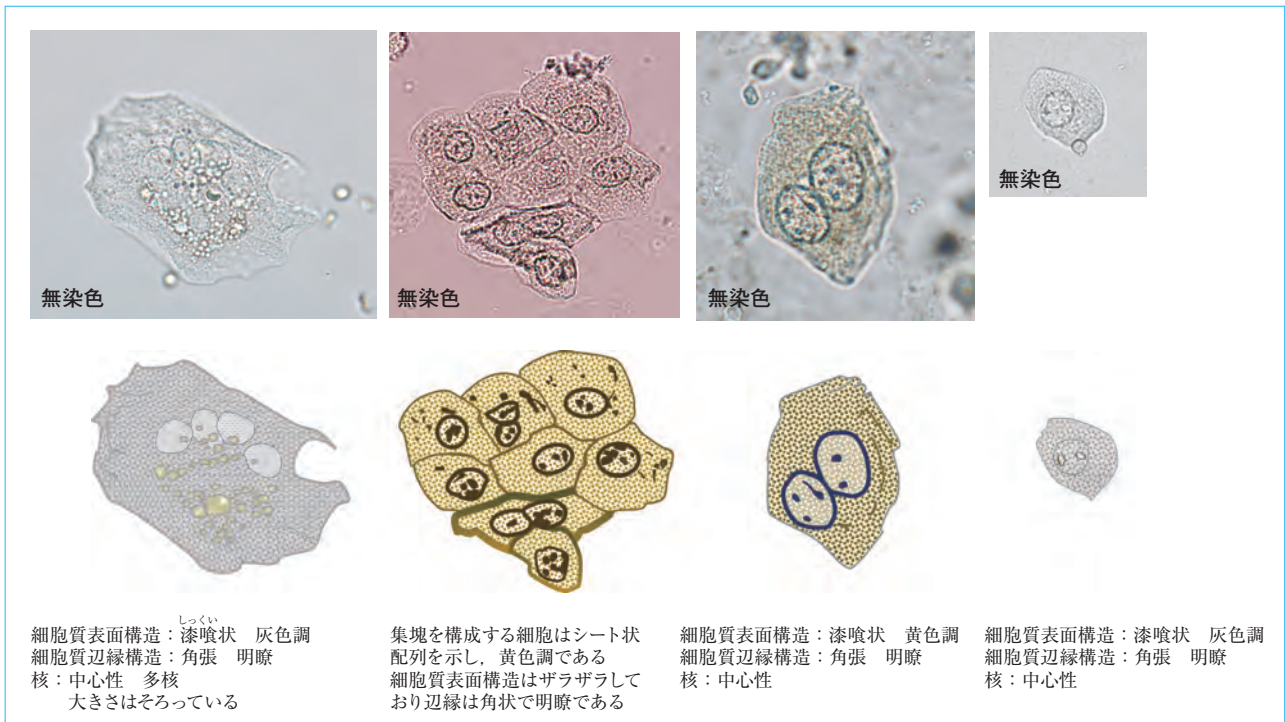 無染色
無染色
無染色
無染色
しっくい
細胞質表面構造:漆喰状 灰色調
細胞質辺縁構造:角張 明瞭
核:中心性 多核
大きさはそろっている
集塊を構成する細胞はシート状
配列を示し,黄色調である
細胞質表面構造はザラザラして
おり辺縁は角状で明瞭である
細胞質表面構造:漆喰状 黄色調
細胞質辺縁構造:角張 明瞭
核:中心性
細胞質表面構造:漆喰状 灰色調
細胞質辺縁構造:角張 明瞭
核:中心性